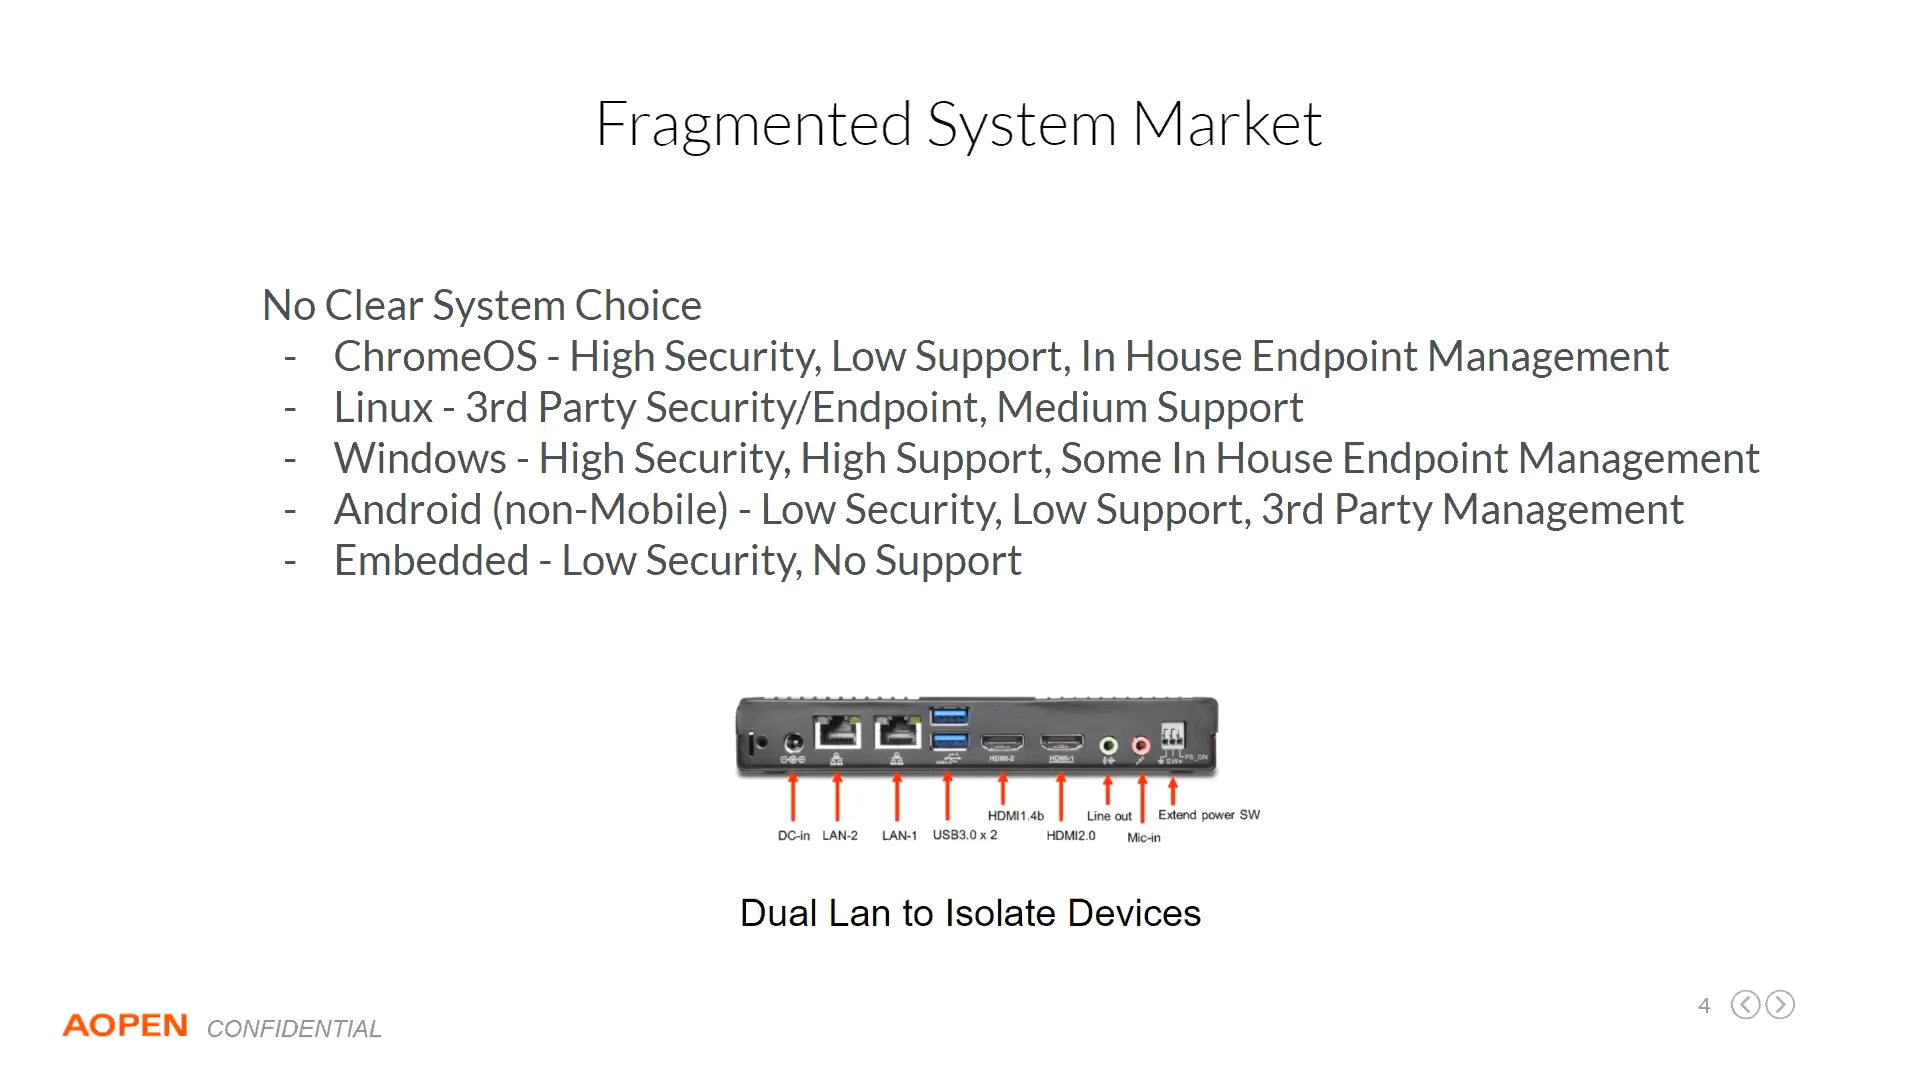 Fragmented System Market
No Clear System Choice
- ChromeOS - High Security, Low Support, In House Endpoint Management
- Linux - 3rd Party Security/Endpoint, Medium Support
- Windows - High Security, High Support, Some In House Endpoint Management
- Android (non-Mobile) - Low Security, Low Support, 3rd Party Management
- Embedded - Low Security, No Support
HDMI-2 HDMI-1 SW+ PS_ON
HDMI1.4b Line out Extend power SW
DC-in LAN-2 LAN-1 USB3.0 x 2 HDMI2.0 Mic-in
Dual Lan to Isolate Devices
4
AOPEN CONFIDENTIAL